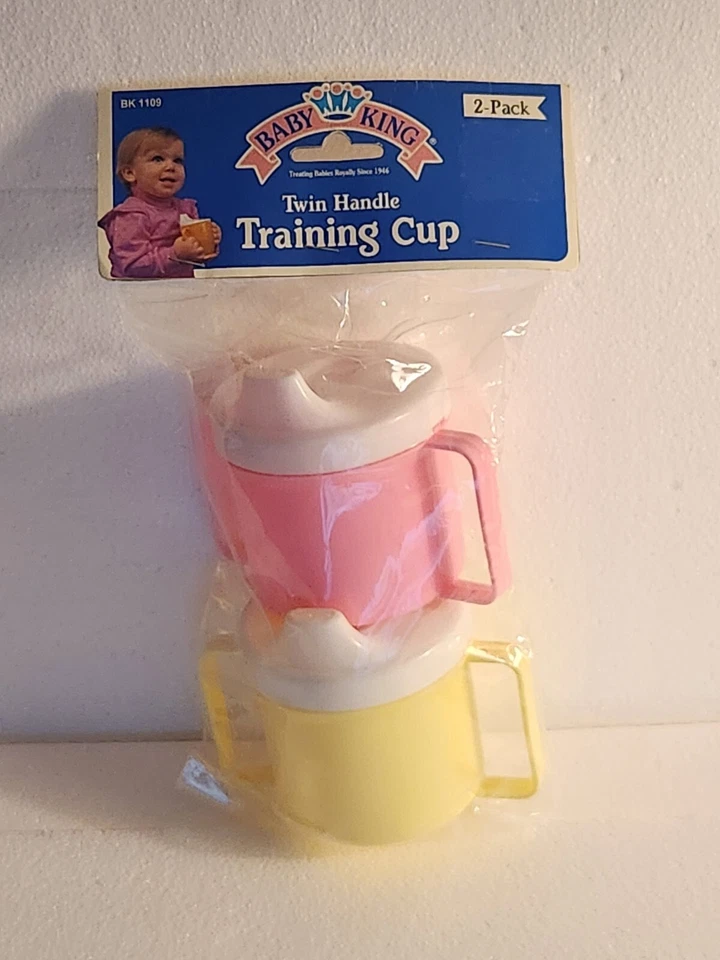 BK 1109
BABY KING®
2-Pack
Treating Babies Royally Since 1946
Twin Handle
Training Cup